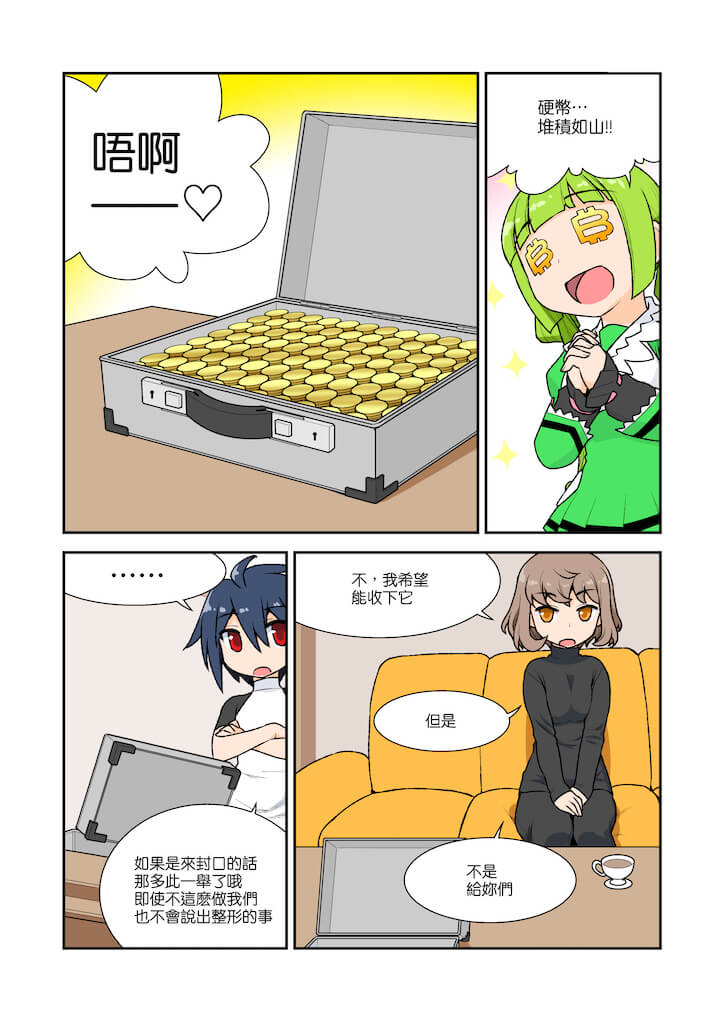 唔啊
——♡
硬幣…
堆積如山!!
……
如果是來封口的話
那多此一舉了哦
即使不這麼做我們
也不會說出整形的事
不，我希望
能收下它
但是
不是
給妳們